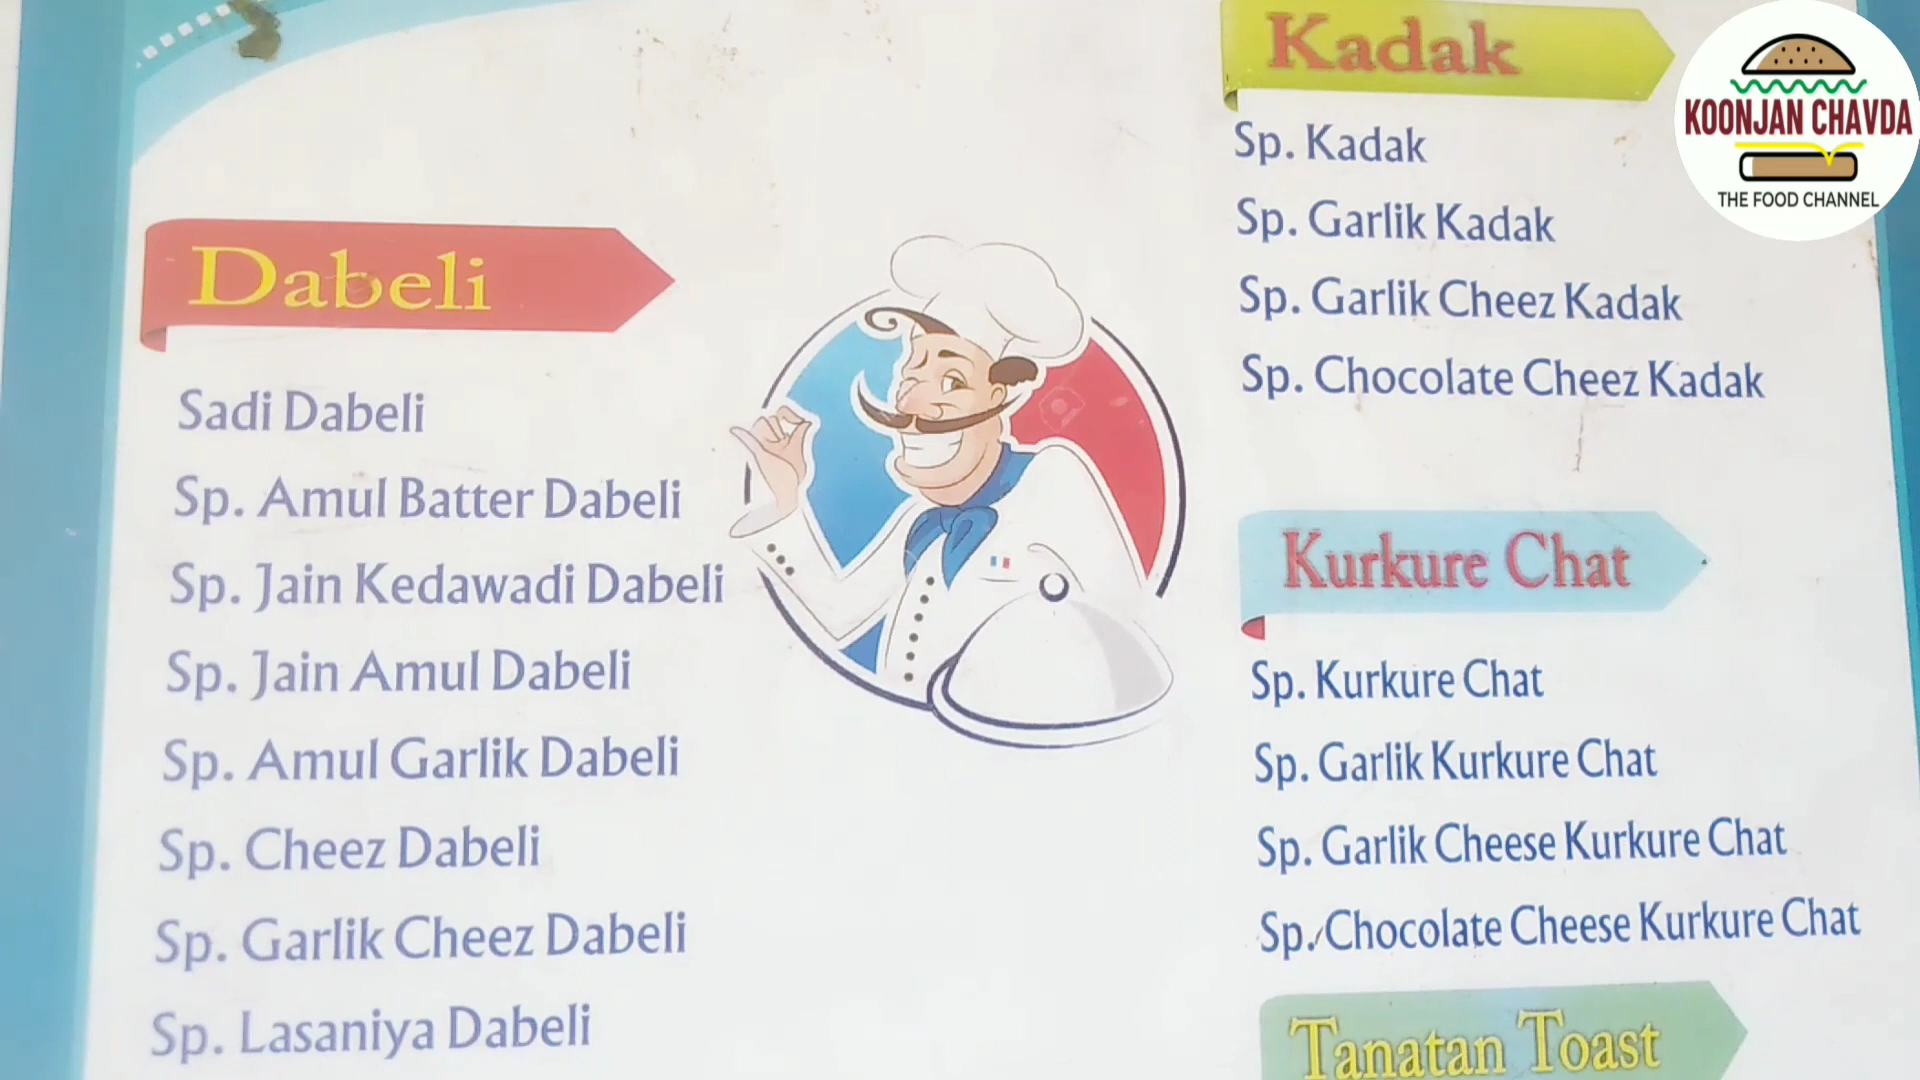 Dabeli
Sadi Dabeli
Sp. Amul Batter Dabeli
Sp. Jain Kedawadi Dabeli
Sp. Jain Amul Dabeli
Sp. Amul Garlik Dabeli
Sp. Cheez Dabeli
Sp. Garlik Cheez Dabeli
Sp. Lasaniya Dabeli
Kadak
Sp. Kadak
Sp. Garlik Kadak
Sp. Garlik Cheez Kadak
Sp. Chocolate Cheez Kadak
Kurkure Chat
Sp. Kurkure Chat
Sp. Garlik Kurkure Chat
Sp. Garlik Cheese Kurkure Chat
Sp. Chocolate Cheese Kurkure Chat
Tanatan Toast
KOONJAN CHAVDA
THE FOOD CHANNEL